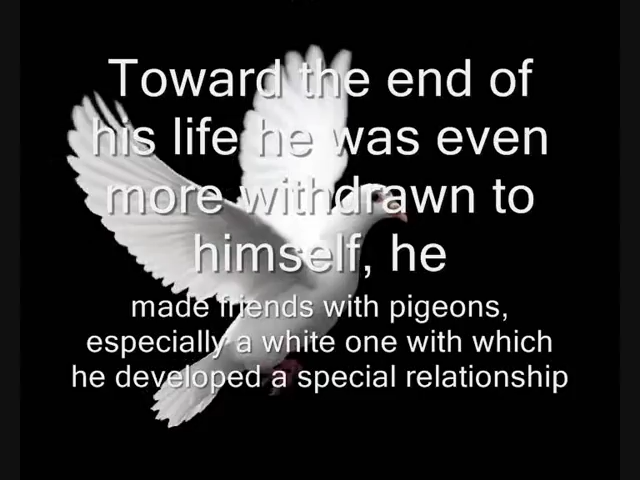 Toward the end of
his life he was even
more withdrawn to
himself, he
made friends with pigeons,
especially a white one with which
he developed a special relationship